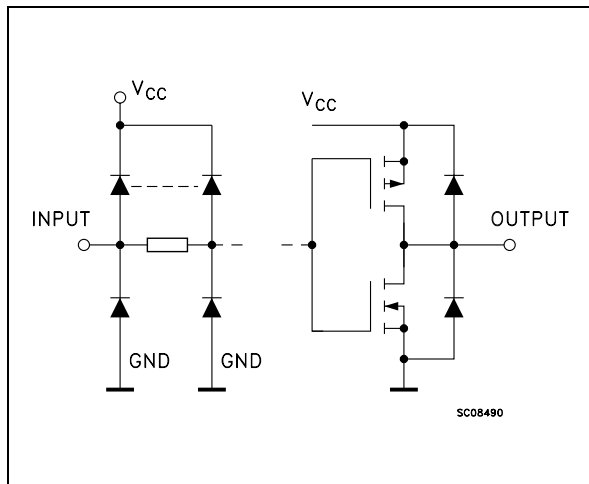 VCC
VCC
INPUT
OUTPUT
GND
GND
SC08490